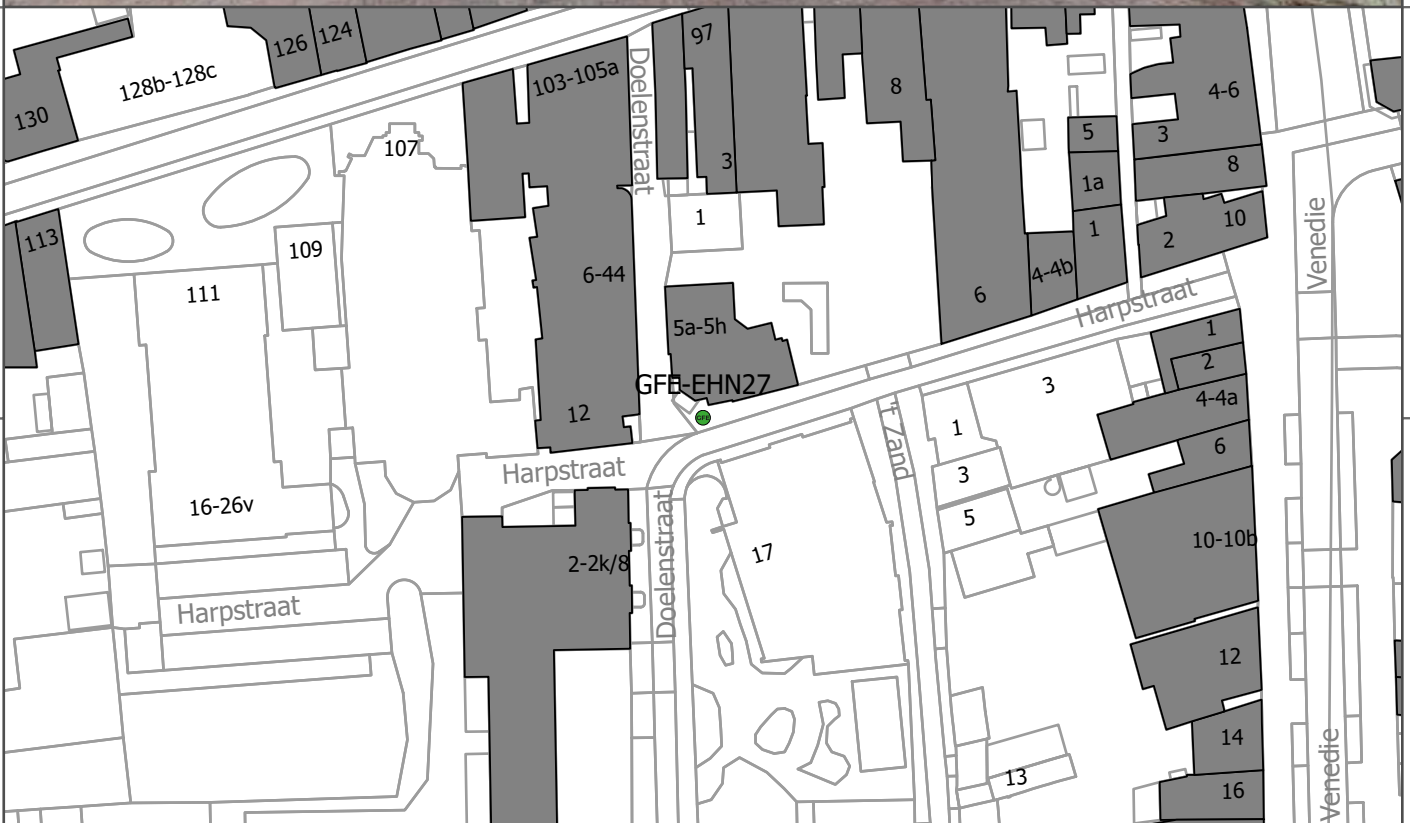 126
124
97
130
128b-128c
103-105a
Doelenstraat
8
4-6
107
5
3
3
8
1a
1
113
109
1
2
10
Venedie
111
6-44
6
4-4b
Harpstraat
5a-5h
1
2
GFE-EHN27
GFE
3
4-4a
12
1
't Zand
6
Harpstraat
3
5
16-26v
10-10b
2-2k/8
17
Doelenstraat
Harpstraat
12
14
13
16
Venedie